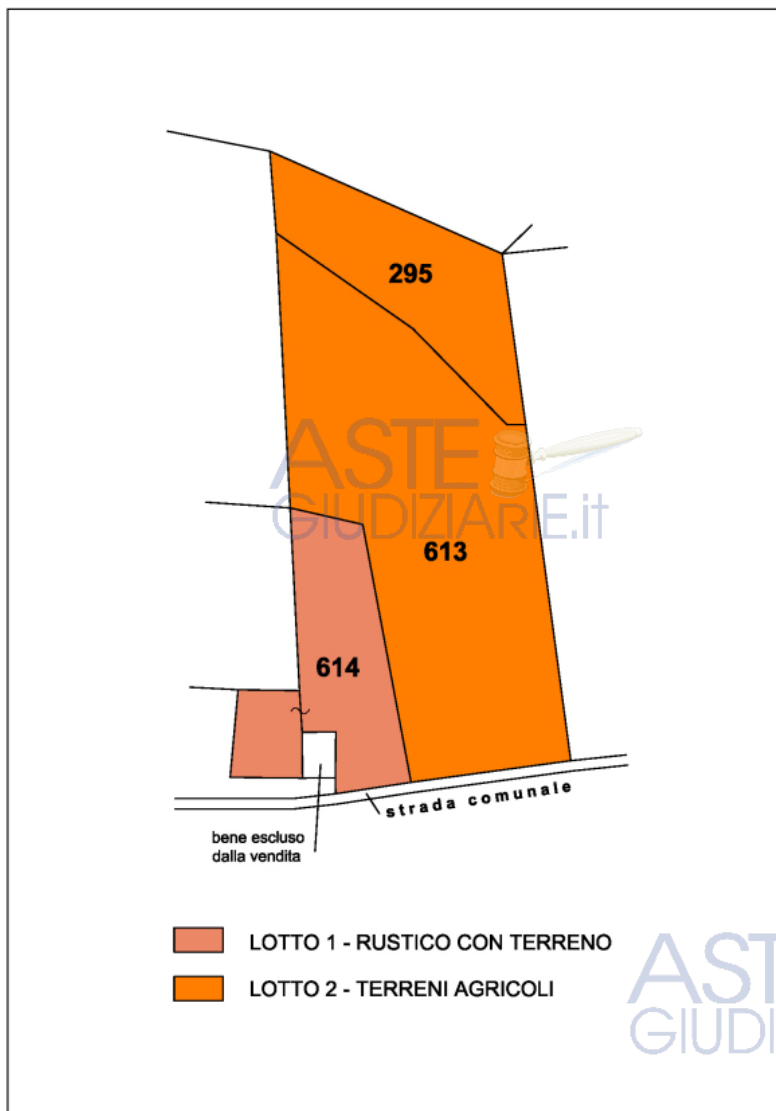 295
ASTE
GIUDIZIARIE.it
613
614
strada comunale
bene escluso
dalla vendita
LOTTO 1 - RUSTICO CON TERRENO
LOTTO 2 - TERRENI AGRICOLI
AST
GIUDI